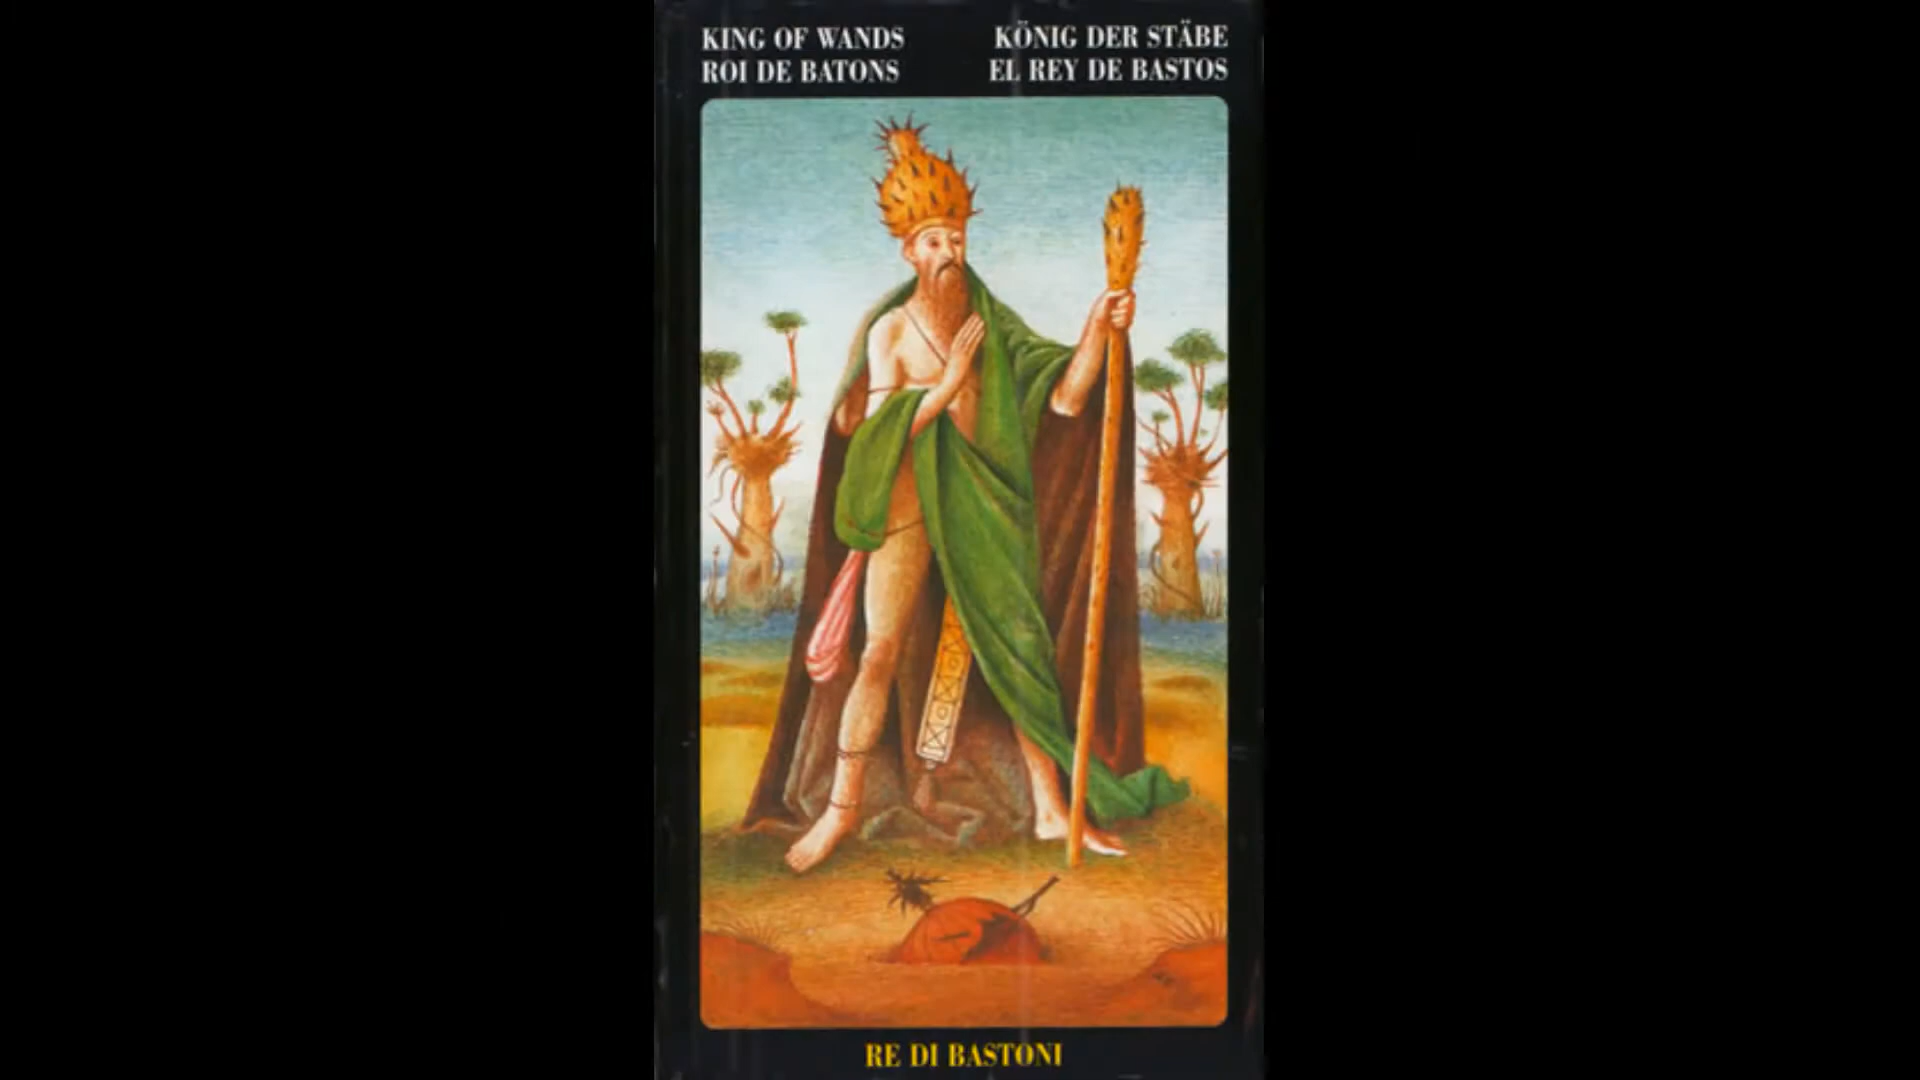 KING OF WANDS
ROI DE BATONS
KÖNIG DER STÄBE
EL REY DE BASTOS
RE DI BASTONI